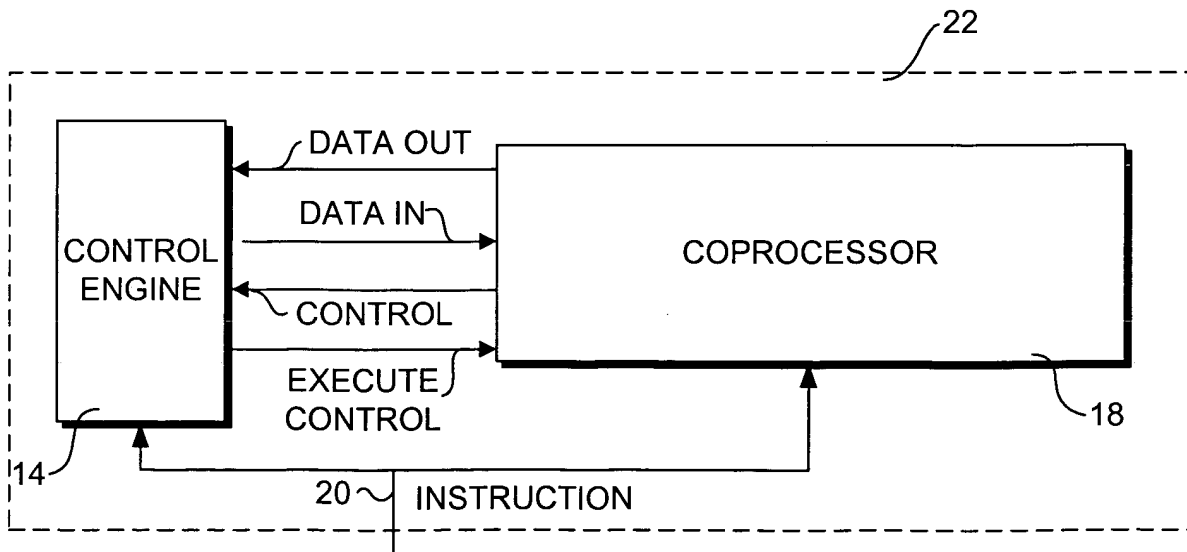 22
DATA OUT
DATA IN
CONTROL
ENGINE
COPROCESSOR
CONTROL
EXECUTE
CONTROL
14
18
20
INSTRUCTION